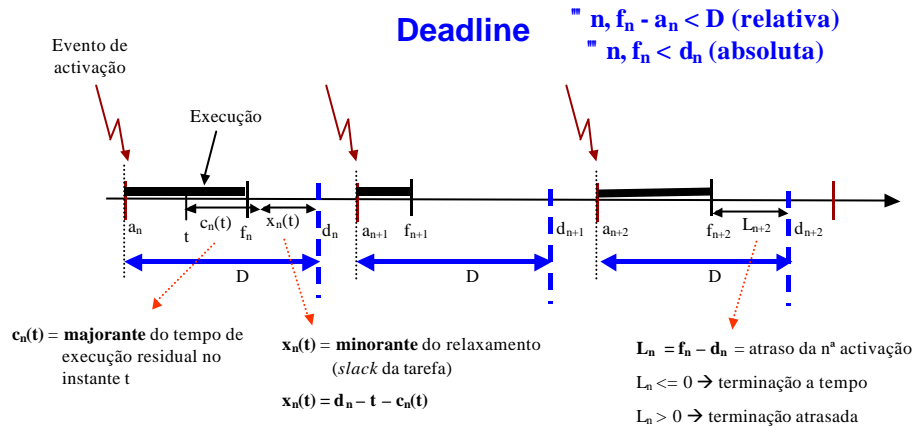 Deadline
‴ n, fn - an < D (relativa)
‴ n, fn < dn (absoluta)
Evento de
activação
Execução
an
t
cn(t)
fn
xn(t)
dn
an+1
fn+1
dn+1
an+2
fn+2
Ln+2
dn+2
D
D
D
cn(t) = majorante do tempo de
execução residual no
instante t
xn(t) = minorante do relaxamento
(slack da tarefa)
xn(t) = dn – t – cn(t)
Ln = fn – dn = atraso da nª activação
Ln <= 0 → terminação a tempo
Ln > 0 → terminação atrasada